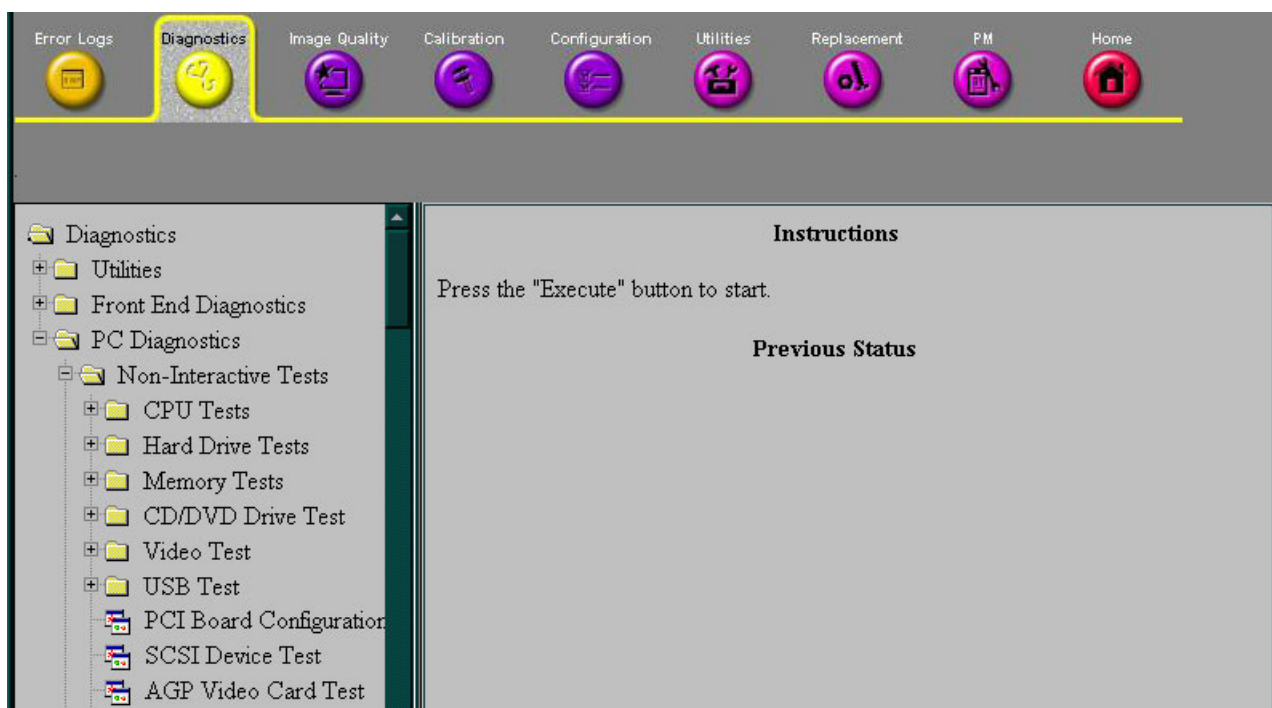 Error Logs
Diagnostics
Image Quality
Calibration
Configuration
Utilities
Replacement
PM
Home
Diagnostics
Utilities
Front End Diagnostics
PC Diagnostics
Non-Interactive Tests
CPU Tests
Hard Drive Tests
Memory Tests
CD/DVD Drive Test
Video Test
USB Test
PCI Board Configuration
SCSI Device Test
AGP Video Card Test
Instructions
Press the "Execute" button to start.
Previous Status